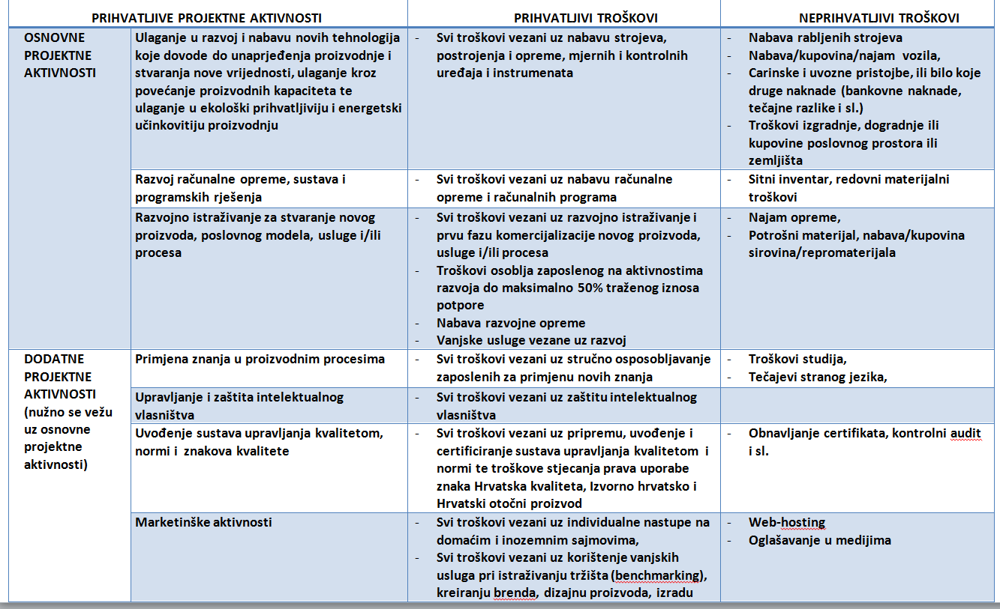 PRIHVATLJIVE PROJEKTNE AKTIVNOSTI
PRIHVATLJIVI TROŠKOVI
NEPRIHVATLJIVI TROŠKOVI
OSNOVNE
PROJEKTNE
AKTIVNOSTI
Ulaganje u razvoj i nabavu novih tehnologija
koje dovode do unaprjeđenja proizvodnje i
stvaranja nove vrijednosti, ulaganje kroz
povećanje proizvodnih kapaciteta te
ulaganje u ekološki prihvatljiviju i energetski
učinkovitiju proizvodnju
- Svi troškovi vezani uz nabavu strojeva,
postrojenja i opreme, mjernih i kontrolnih
uređaja i instrumenata
- Nabava rabljenih strojeva
- Nabava/kupovina/najam vozila,
- Carinske i uvozne pristojbe, ili bilo koje
druge naknade (bankovne naknade,
tečajne razlike i sl.)
- Troškovi izgradnje, dogradnje ili
kupovine poslovnog prostora ili
zemljišta
Razvoj računalne opreme, sustava i
programskih rješenja
- Svi troškovi vezani uz nabavu računalne
opreme i računalnih programa
- Sitni inventar, redovni materijalni
troškovi
Razvojno istraživanje za stvaranje novog
proizvoda, poslovnog modela, usluge i/ili
procesa
- Svi troškovi vezani uz razvojno istraživanje i
prvu fazu komercijalizacije novog proizvoda,
usluge i/ili procesa
- Troškovi osoblja zaposlenog na aktivnostima
razvoja do maksimalno 50% traženog iznosa
potpore
- Nabava razvojne opreme
- Vanjske usluge vezane uz razvoj
- Najam opreme,
- Potrošni materijal, nabava/kupovina
sirovina/repromaterijala
DODATNE
PROJEKTNE
AKTIVNOSTI
(nužno se vežu
uz osnovne
projektne
aktivnosti)
Primjena znanja u proizvodnim procesima
- Svi troškovi vezani uz stručno osposobljavanje
zaposlenih za primjenu novih znanja
- Troškovi studija,
- Tečajevi stranog jezika,
Upravljanje i zaštita intelektualnog
vlasništva
- Svi troškovi vezani uz zaštitu intelektualnog
vlasništva
Uvođenje sustava upravljanja kvalitetom,
normi i znakova kvalitete
- Svi troškovi vezani uz pripremu, uvođenje i
certificiranje sustava upravljanja kvalitetom i
normi te troškove stjecanja prava uporabe
znaka Hrvatska kvaliteta, Izvorno hrvatsko i
Hrvatski otočni proizvod
- Obnavljanje certifikata, kontrolni audit
i sl.
Marketinške aktivnosti
- Svi troškovi vezani uz individualne nastupe na
domaćim i inozemnim sajmovima,
- Svi troškovi vezani uz korištenje vanjskih
usluga pri istraživanju tržišta (benchmarking),
kreiranju brenda, dizajnu proizvoda, izradu
- Web-hosting
- Oglašavanje u medijima